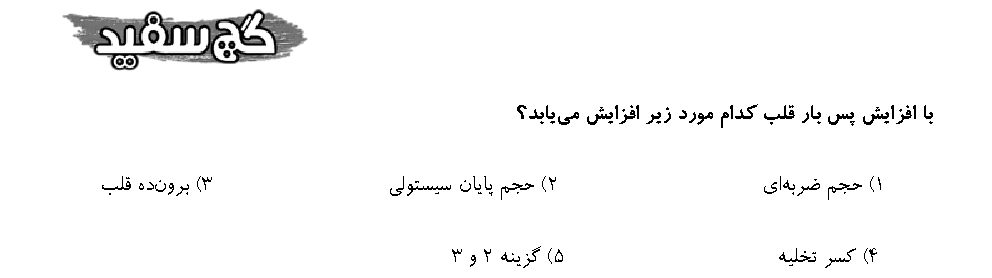 گچ سفید
با افزایش پس بار قلب کدام مورد زیر افزایش می‌یابد؟
۱) حجم ضربه‌ای ۲) حجم پایان سیستولی ۳) برون‌ده قلب
۴) کسر تخلیه ۵) گزینه ۲ و ۳